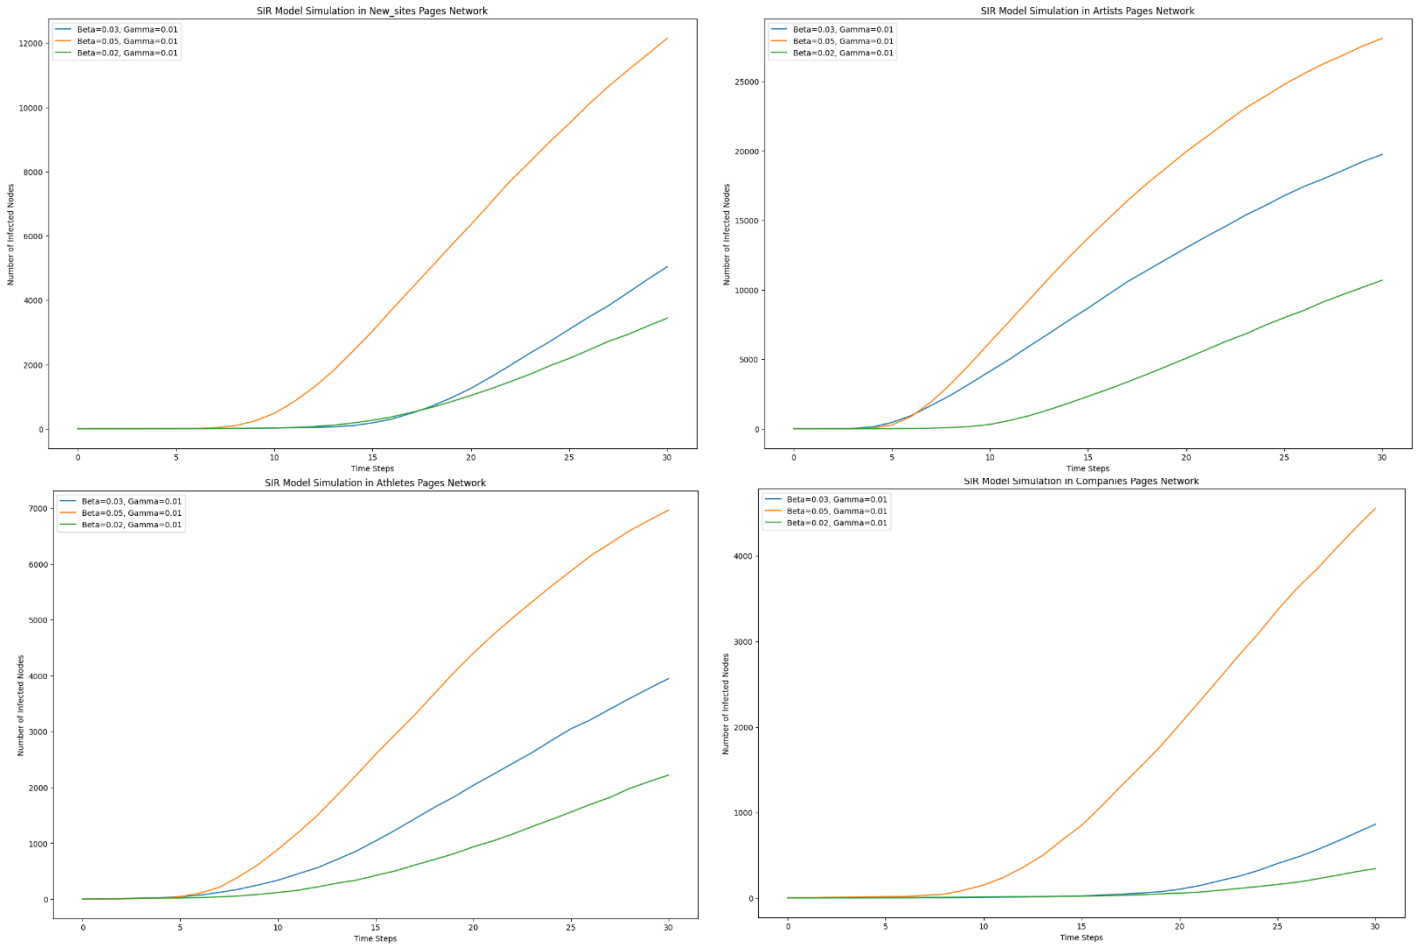 SIR Model Simulation in New_sites Pages Network
Beta=0.03, Gamma=0.01
Beta=0.05, Gamma=0.01
Beta=0.02, Gamma=0.01
Number of Infected Nodes
12000
10000
8000
6000
4000
2000
0
0 5 10 15 20 25 30
Time Steps
SIR Model Simulation in Artists Pages Network
Beta=0.03, Gamma=0.01
Beta=0.05, Gamma=0.01
Beta=0.02, Gamma=0.01
Number of Infected Nodes
25000
20000
15000
10000
5000
0
0 5 10 15 20 25 30
Time Steps
SIR Model Simulation in Athletes Pages Network
Beta=0.03, Gamma=0.01
Beta=0.05, Gamma=0.01
Beta=0.02, Gamma=0.01
Number of Infected Nodes
7000
6000
5000
4000
3000
2000
1000
0
0 5 10 15 20 25 30
Time Steps
SIR Model Simulation in Companies Pages Network
Beta=0.03, Gamma=0.01
Beta=0.05, Gamma=0.01
Beta=0.02, Gamma=0.01
Number of Infected Nodes
4000
3000
2000
1000
0
0 5 10 15 20 25 30
Time Steps